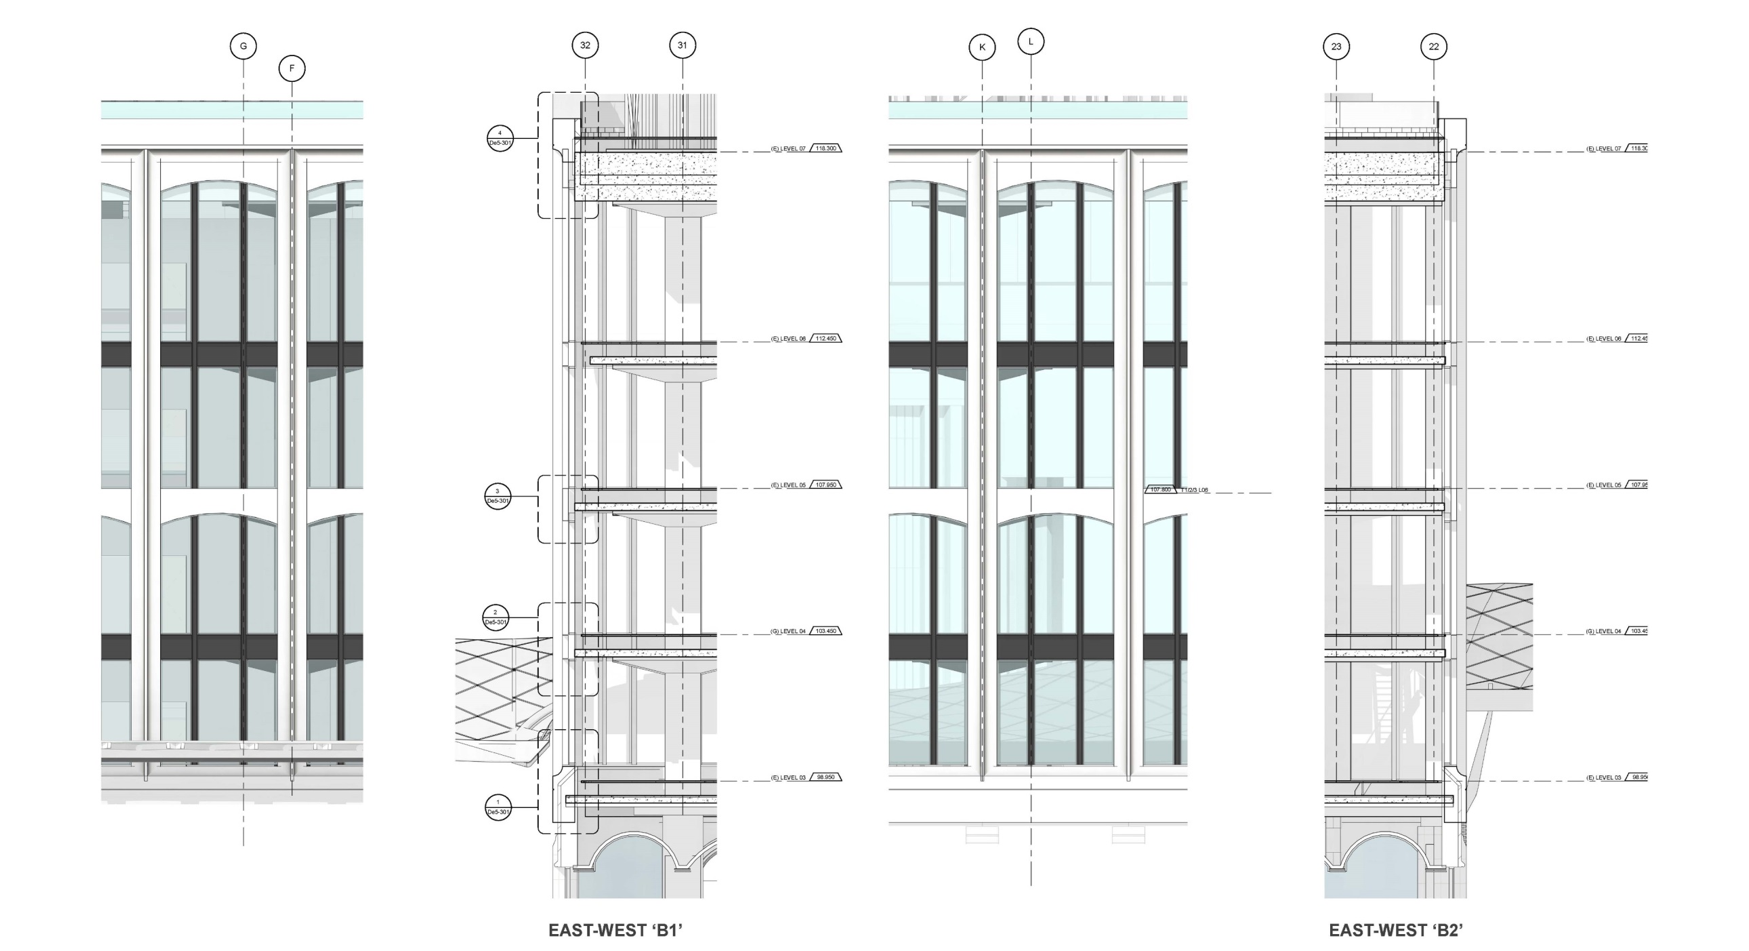 G
F
32
31
K
L
23
22
4
De5-301
(E) LEVEL 07 118.300
(E) LEVEL 07 118.30
(E) LEVEL 06 112.450
(E) LEVEL 06 112.45
3
De5-301
(E) LEVEL 05 107.950
107.800 T1/2/3 L06
(E) LEVEL 05 107.95
2
De5-301
(G) LEVEL 04 103.450
(G) LEVEL 04 103.45
1
De5-301
(E) LEVEL 03 98.950
(E) LEVEL 03 98.95
EAST-WEST ‘B1’
EAST-WEST ‘B2’